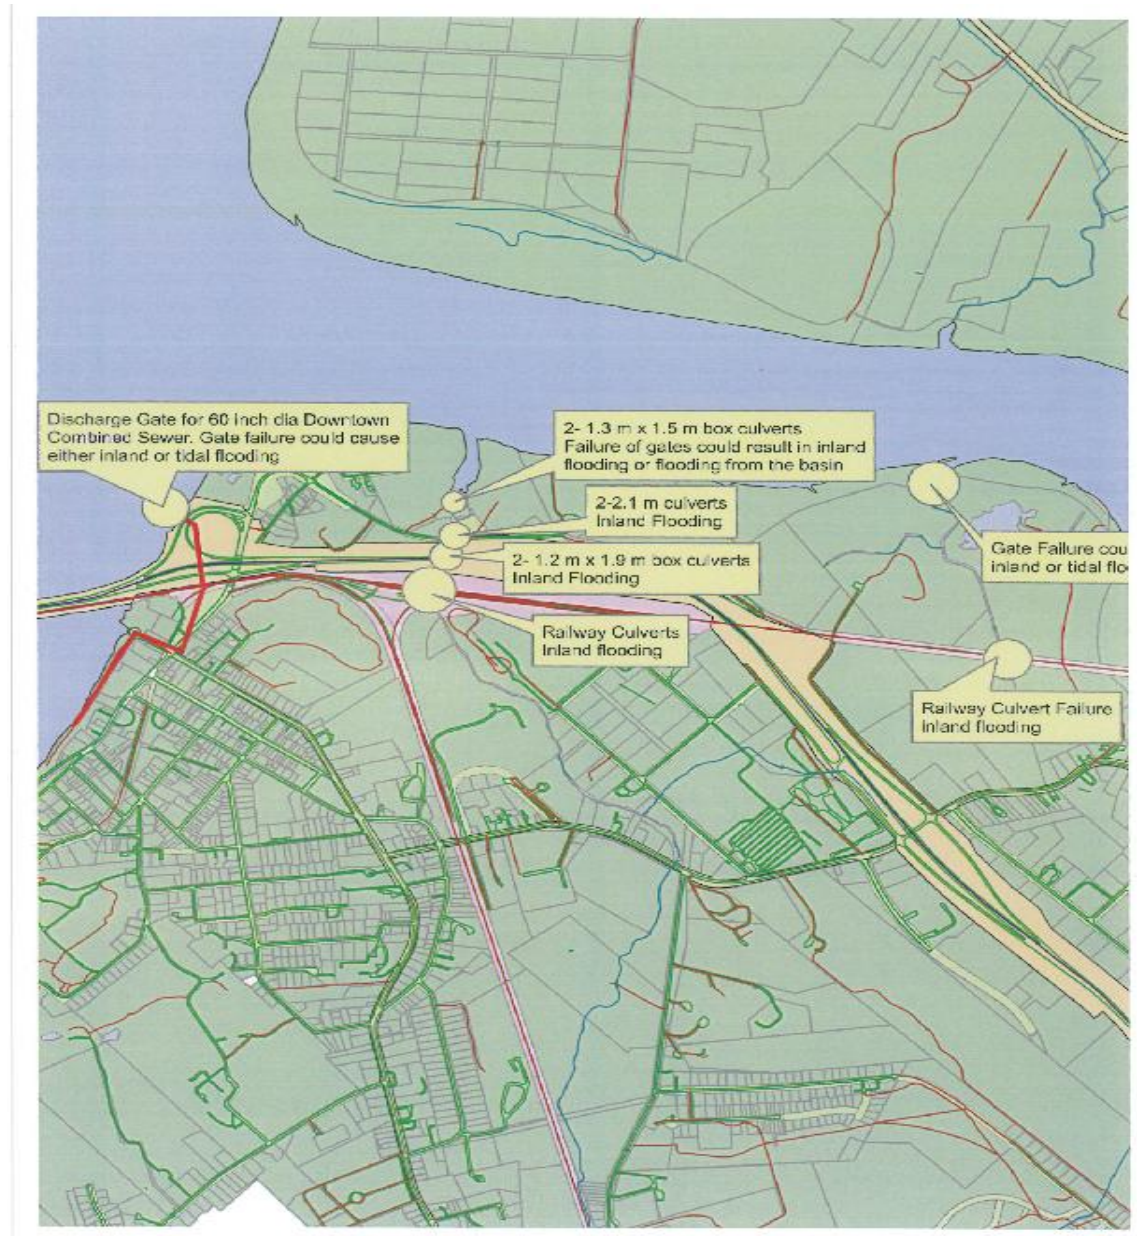 Discharge Gate for 60 inch dia Downtown
Combined Sewer. Gate failure could cause
either inland or tidal flooding
2- 1.3 m x 1.5 m box culverts
Failure of gates could result in inland
flooding or flooding from the basin
2-2.1 m culverts
Inland Flooding
2- 1.2 m x 1.9 m box culverts
Inland Flooding
Railway Culverts
Inland flooding
Gate Failure cou
inland or tidal flo
Railway Culvert Failure
inland flooding